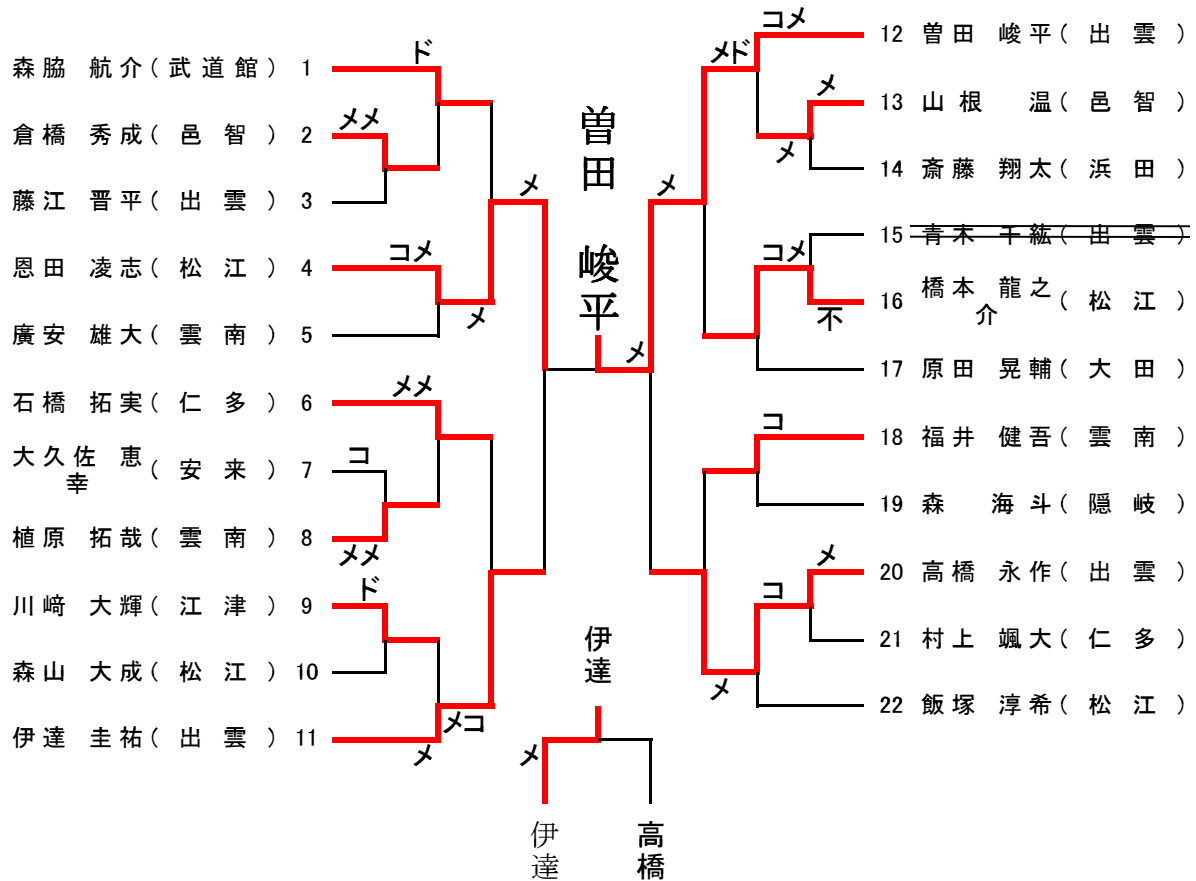 森脇 航介(武道館) 1
倉橋 秀成(邑智) 2
藤江 晋平(出雲) 3
恩田 凌志(松江) 4
廣安 雄大(雲南) 5
石橋 拓実(仁多) 6
大久佐 恵幸(安来) 7
植原 拓哉(雲南) 8
川﨑 大輝(江津) 9
森山 大成(松江) 10
伊達 圭祐(出雲) 11
ド
メメ
コメ
メ
メメ
コ
メメ
ド
メコ
メ
メ
曽田 峻平
メ
メ
伊達
メ
伊達
高橋
コメ
メド
メ
メ
コメ
不
コ
メ
コ
メ
12 曽田 峻平(出雲)
13 山根 温(邑智)
14 斎藤 翔太(浜田)
15 青木 千紘(出雲)
16 橋本 龍之介(松江)
17 原田 晃輔(大田)
18 福井 健吾(雲南)
19 森 海斗(隠岐)
20 高橋 永作(出雲)
21 村上 颯大(仁多)
22 飯塚 淳希(松江)